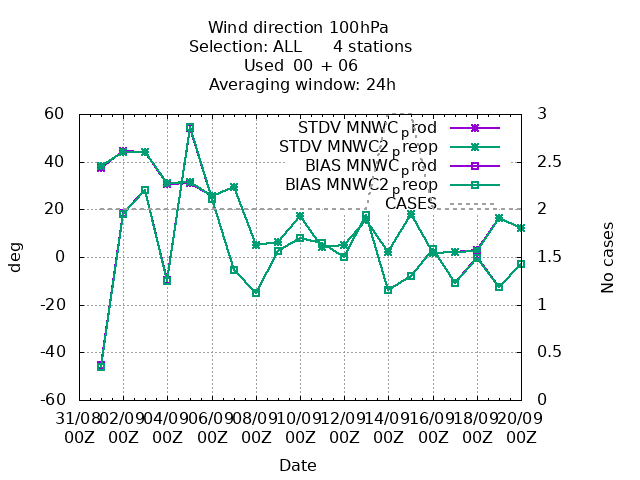 Wind direction 100hPa
Selection: ALL 4 stations
Used 00 + 06
Averaging window: 24h
60
40
20
0
-20
-40
-60
deg
3
2.5
2
1.5
1
0.5
0
No cases
STDV MNWC_prod
STDV MNWC2_preop
BIAS MNWC_prod
BIAS MNWC2_preop
CASES
31/08 02/09 04/09 06/09 08/09 10/09 12/09 14/09 16/09 18/09 20/09
00Z 00Z 00Z 00Z 00Z 00Z 00Z 00Z 00Z 00Z 00Z
Date